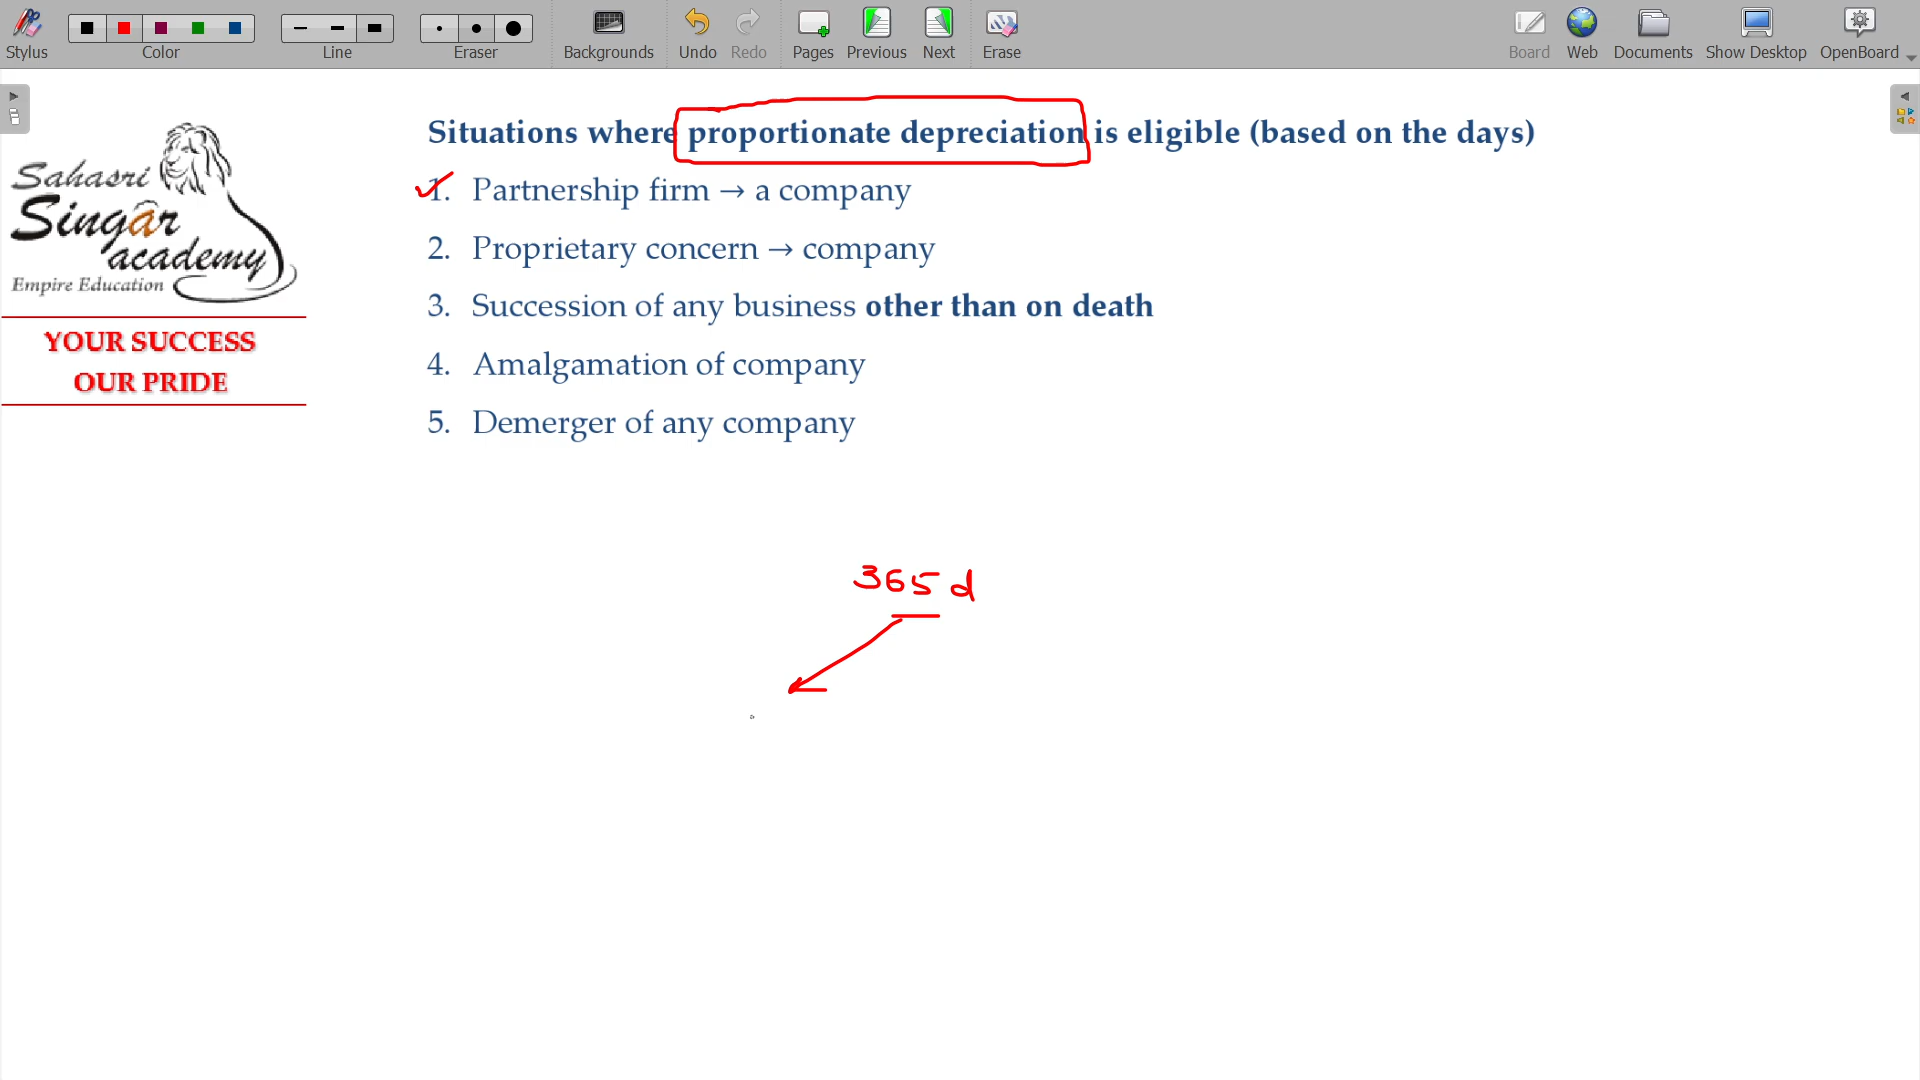 Stylus Color Line Eraser Backgrounds Undo Redo Pages Previous Next Erase Board Web Documents Show Desktop OpenBoard
Sahasri
Singar
academy
Empire Education
YOUR SUCCESS
OUR PRIDE
Situations where proportionate depreciation is eligible (based on the days)
1. Partnership firm → a company
2. Proprietary concern → company
3. Succession of any business other than on death
4. Amalgamation of company
5. Demerger of any company
365 d